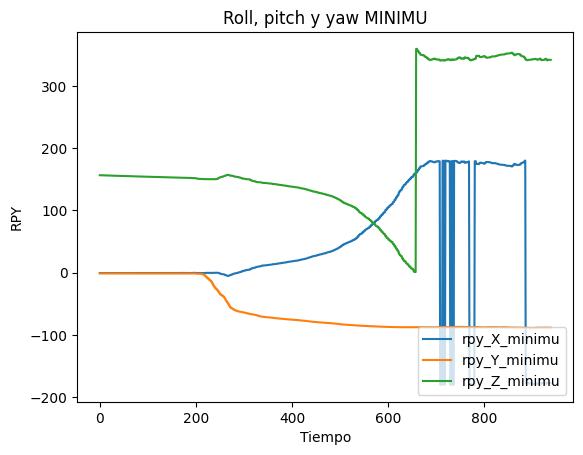 Roll, pitch y yaw MINIMU
RPY
300
200
100
0
−100
−200
0
200
400
600
800
Tiempo
rpy_X_minimu
rpy_Y_minimu
rpy_Z_minimu